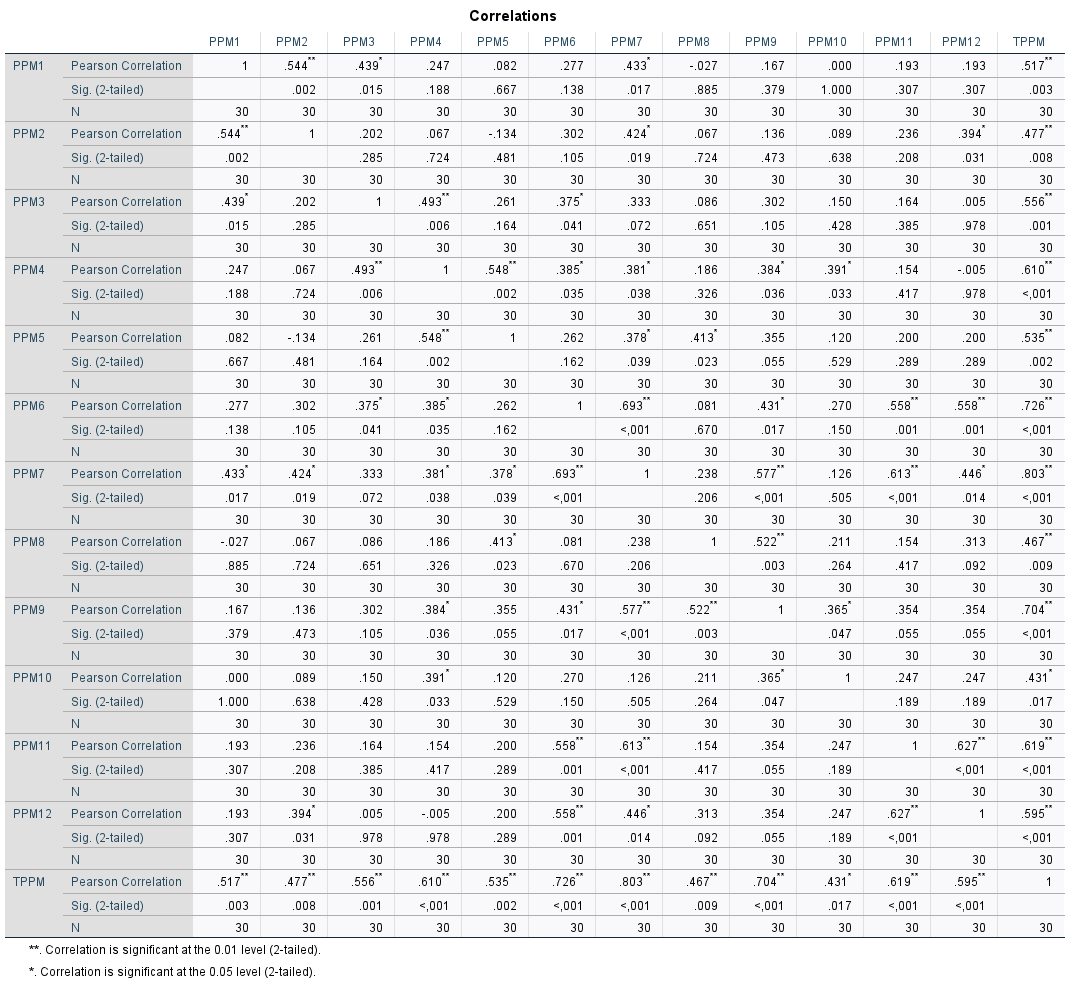 Correlations
PPM1 PPM2 PPM3 PPM4 PPM5 PPM6 PPM7 PPM8 PPM9 PPM10 PPM11 PPM12 TPPM
PPM1 Pearson Correlation 1 .544** .439* .247 .082 .277 .433* -.027 .167 .000 .193 .193 .517**
Sig. (2-tailed) .002 .015 .188 .667 .138 .017 .885 .379 1.000 .307 .307 .003
N 30 30 30 30 30 30 30 30 30 30 30 30 30
PPM2 Pearson Correlation .544** 1 .202 .067 -.134 .302 .424* .067 .136 .089 .236 .394* .477**
Sig. (2-tailed) .002 .285 .724 .481 .105 .019 .724 .473 .638 .208 .031 .008
N 30 30 30 30 30 30 30 30 30 30 30 30 30
PPM3 Pearson Correlation .439* .202 1 .493** .261 .375* .333 .086 .302 .150 .164 .005 .556**
Sig. (2-tailed) .015 .285 .006 .164 .041 .072 .651 .105 .428 .385 .978 .001
N 30 30 30 30 30 30 30 30 30 30 30 30 30
PPM4 Pearson Correlation .247 .067 .493** 1 .548** .385* .381* .186 .384* .391* .154 -.005 .610**
Sig. (2-tailed) .188 .724 .006 .002 .035 .038 .326 .036 .033 .417 .978 <,001
N 30 30 30 30 30 30 30 30 30 30 30 30 30
PPM5 Pearson Correlation .082 -.134 .261 .548** 1 .262 .378* .413* .355 .120 .200 .200 .535**
Sig. (2-tailed) .667 .481 .164 .002 .162 .039 .023 .055 .529 .289 .289 .002
N 30 30 30 30 30 30 30 30 30 30 30 30 30
PPM6 Pearson Correlation .277 .302 .375* .385* .262 1 .693** .081 .431* .270 .558** .558** .726**
Sig. (2-tailed) .138 .105 .041 .035 .162 <,001 .670 .017 .150 .001 .001 <,001
N 30 30 30 30 30 30 30 30 30 30 30 30 30
PPM7 Pearson Correlation .433* .424* .333 .381* .378* .693** 1 .238 .577** .126 .613** .446* .803**
Sig. (2-tailed) .017 .019 .072 .038 .039 <,001 .206 <,001 .505 <,001 .014 <,001
N 30 30 30 30 30 30 30 30 30 30 30 30 30
PPM8 Pearson Correlation -.027 .067 .086 .186 .413* .081 .238 1 .522** .211 .154 .313 .467**
Sig. (2-tailed) .885 .724 .651 .326 .023 .670 .206 .003 .264 .417 .092 .009
N 30 30 30 30 30 30 30 30 30 30 30 30 30
PPM9 Pearson Correlation .167 .136 .302 .384* .355 .431* .577** .522** 1 .365* .354 .354 .704**
Sig. (2-tailed) .379 .473 .105 .036 .055 .017 <,001 .003 .047 .055 .055 <,001
N 30 30 30 30 30 30 30 30 30 30 30 30 30
PPM10 Pearson Correlation .000 .089 .150 .391* .120 .270 .126 .211 .365* 1 .247 .247 .431*
Sig. (2-tailed) 1.000 .638 .428 .033 .529 .150 .505 .264 .047 .189 .189 .017
N 30 30 30 30 30 30 30 30 30 30 30 30 30
PPM11 Pearson Correlation .193 .236 .164 .154 .200 .558** .613** .154 .354 .247 1 .627** .619**
Sig. (2-tailed) .307 .208 .385 .417 .289 .001 <,001 .417 .055 .189 <,001 <,001
N 30 30 30 30 30 30 30 30 30 30 30 30 30
PPM12 Pearson Correlation .193 .394* .005 -.005 .200 .558** .446* .313 .354 .247 .627** 1 .595**
Sig. (2-tailed) .307 .031 .978 .978 .289 .001 .014 .092 .055 .189 <,001 <,001
N 30 30 30 30 30 30 30 30 30 30 30 30 30
TPPM Pearson Correlation .517** .477** .556** .610** .535** .726** .803** .467** .704** .431* .619** .595** 1
Sig. (2-tailed) .003 .008 .001 <,001 .002 <,001 <,001 .009 <,001 .017 <,001 <,001
N 30 30 30 30 30 30 30 30 30 30 30 30 30
**. Correlation is significant at the 0.01 level (2-tailed).
*. Correlation is significant at the 0.05 level (2-tailed).